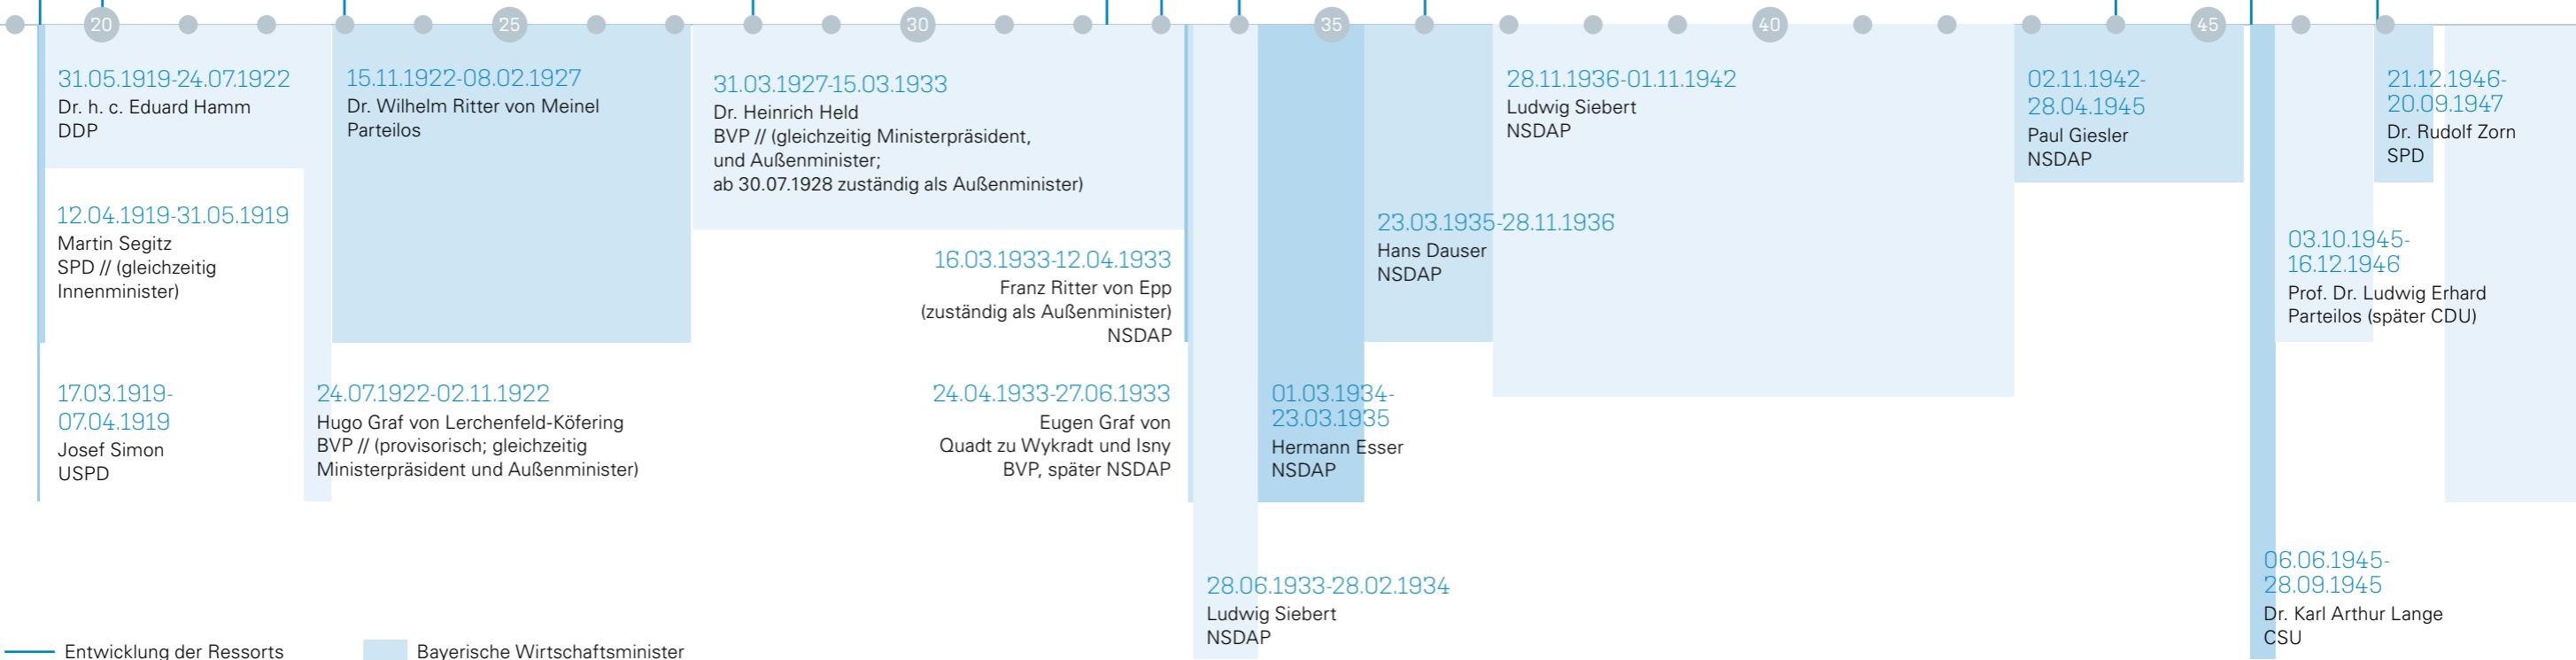 20
25
30
35
40
45
31.05.1919-24.07.1922
Dr. h. c. Eduard Hamm
DDP
12.04.1919-31.05.1919
Martin Segitz
SPD // (gleichzeitig
Innenminister)
17.03.1919-
07.04.1919
Josef Simon
USPD
15.11.1922-08.02.1927
Dr. Wilhelm Ritter von Meinel
Parteilos
24.07.1922-02.11.1922
Hugo Graf von Lerchenfeld-Köfering
BVP // (provisorisch; gleichzeitig
Ministerpräsident und Außenminister)
31.03.1927-15.03.1933
Dr. Heinrich Held
BVP // (gleichzeitig Ministerpräsident,
und Außenminister;
ab 30.07.1928 zuständig als Außenminister)
16.03.1933-12.04.1933
Franz Ritter von Epp
(zuständig als Außenminister)
NSDAP
24.04.1933-27.06.1933
Eugen Graf von
Quadt zu Wykradt und Isny
BVP, später NSDAP
28.06.1933-28.02.1934
Ludwig Siebert
NSDAP
01.03.1934-
23.03.1935
Hermann Esser
NSDAP
23.03.1935-28.11.1936
Hans Dauser
NSDAP
28.11.1936-01.11.1942
Ludwig Siebert
NSDAP
02.11.1942-
28.04.1945
Paul Giesler
NSDAP
06.06.1945-
28.09.1945
Dr. Karl Arthur Lange
CSU
03.10.1945-
16.12.1946
Prof. Dr. Ludwig Erhard
Parteilos (später CDU)
21.12.1946-
20.09.1947
Dr. Rudolf Zorn
SPD
Entwicklung der Ressorts
Bayerische Wirtschaftsminister